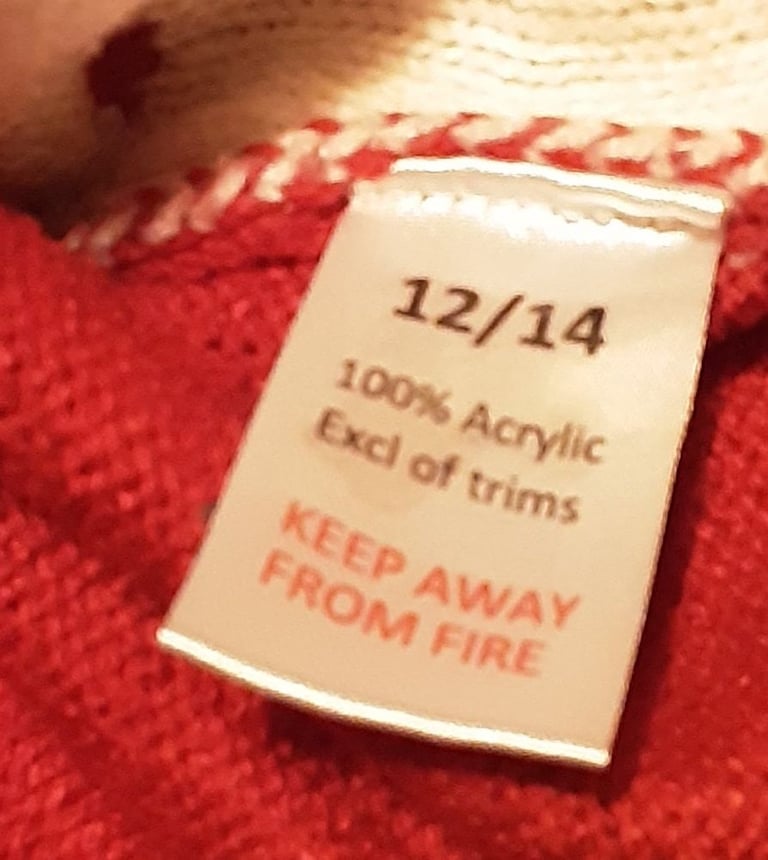 12/14
100% Acrylic
Excl of trims
KEEP AWAY
FROM FIRE